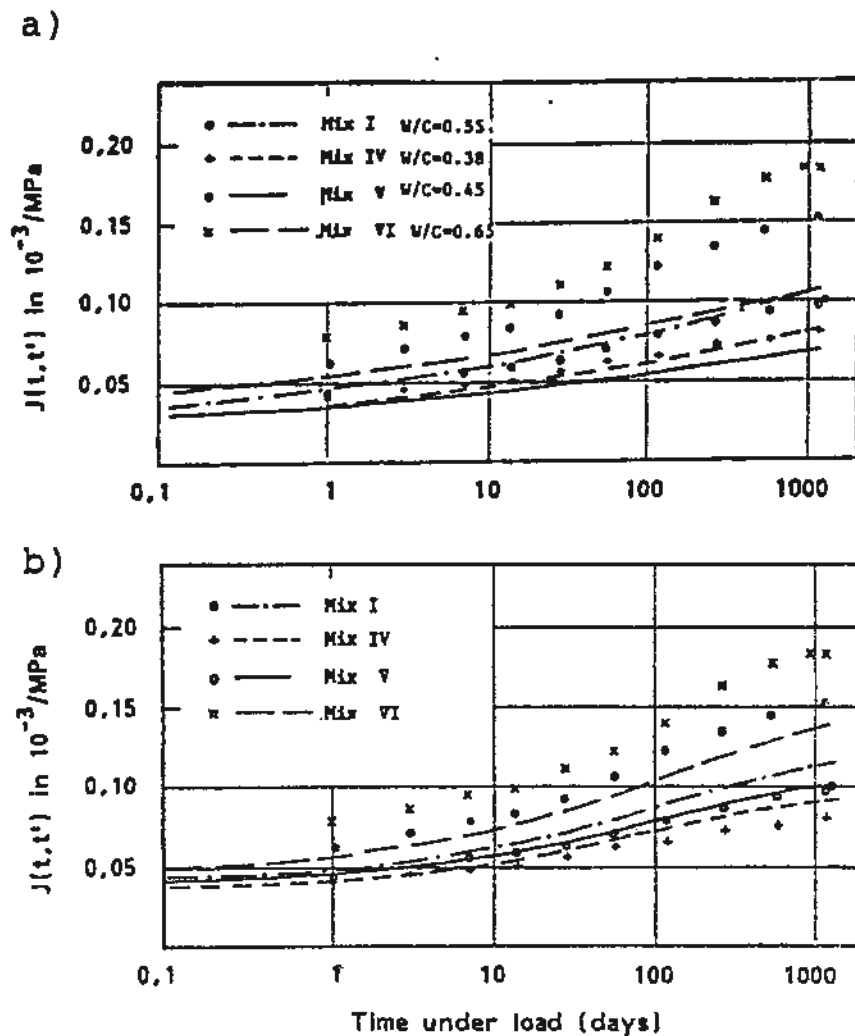 a)
0,20
0,15
0,10
0,05
J(t,t') in 10⁻³/MPa
Mix I W/C=0.55.
Mix IV W/C=0.38
Mix V W/C=0.45
Mix VI W/C=0.65
0,1 1 10 100 1000
b)
0,20
0,15
0,10
0,05
J(t,t') in 10⁻³/MPa
Mix I
Mix IV
Mix V
Mix VI
0,1 1 10 100 1000
Time under load (days)